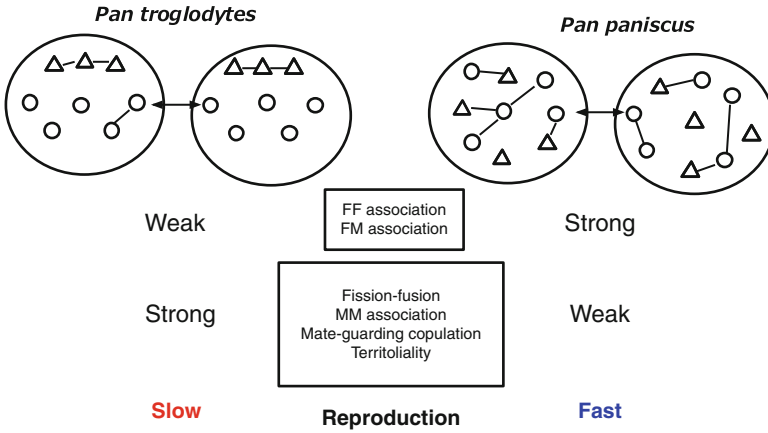 Pan troglodytes
Pan paniscus
Weak
FF association
FM association
Strong
Strong
Fission-fusion
MM association
Mate-guarding copulation
Territoliality
Weak
Slow
Reproduction
Fast